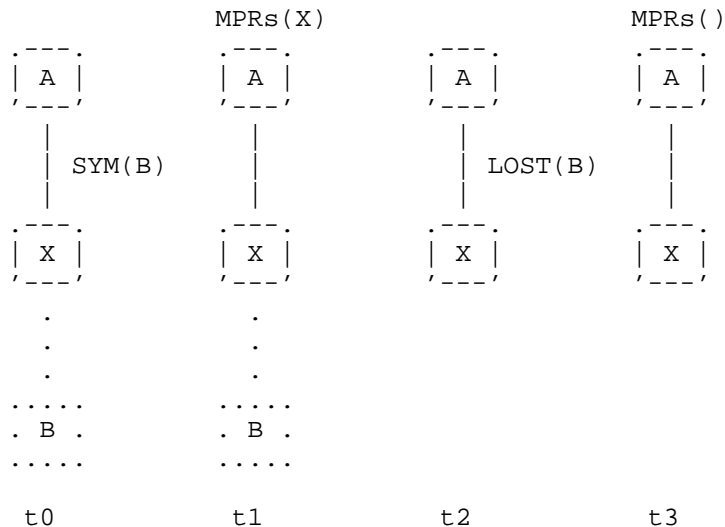 MPRs(X) MPRs()
A A A A
SYM(B) LOST(B)
X X X X
B B
t0 t1 t2 t3